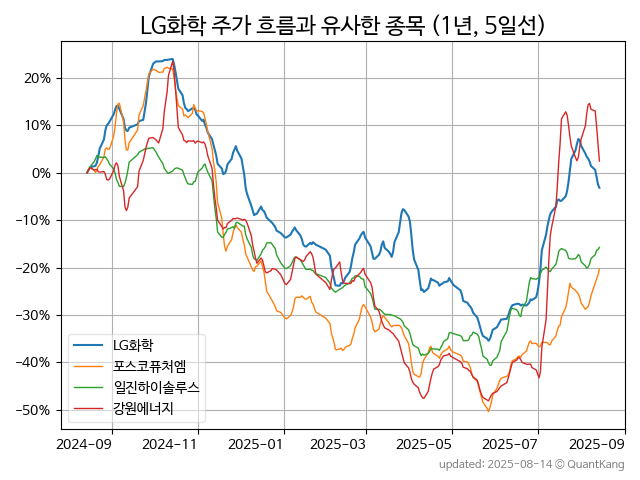 LG화학 주가 흐름과 유사한 종목 (1년, 5일선)
20%
10%
0%
−10%
−20%
−30%
−40%
−50%
LG화학
포스코퓨처엠
일진하이솔루스
강원에너지
2024-09 2024-11 2025-01 2025-03 2025-05 2025-07 2025-09
updated: 2025-08-14 © QuantKang